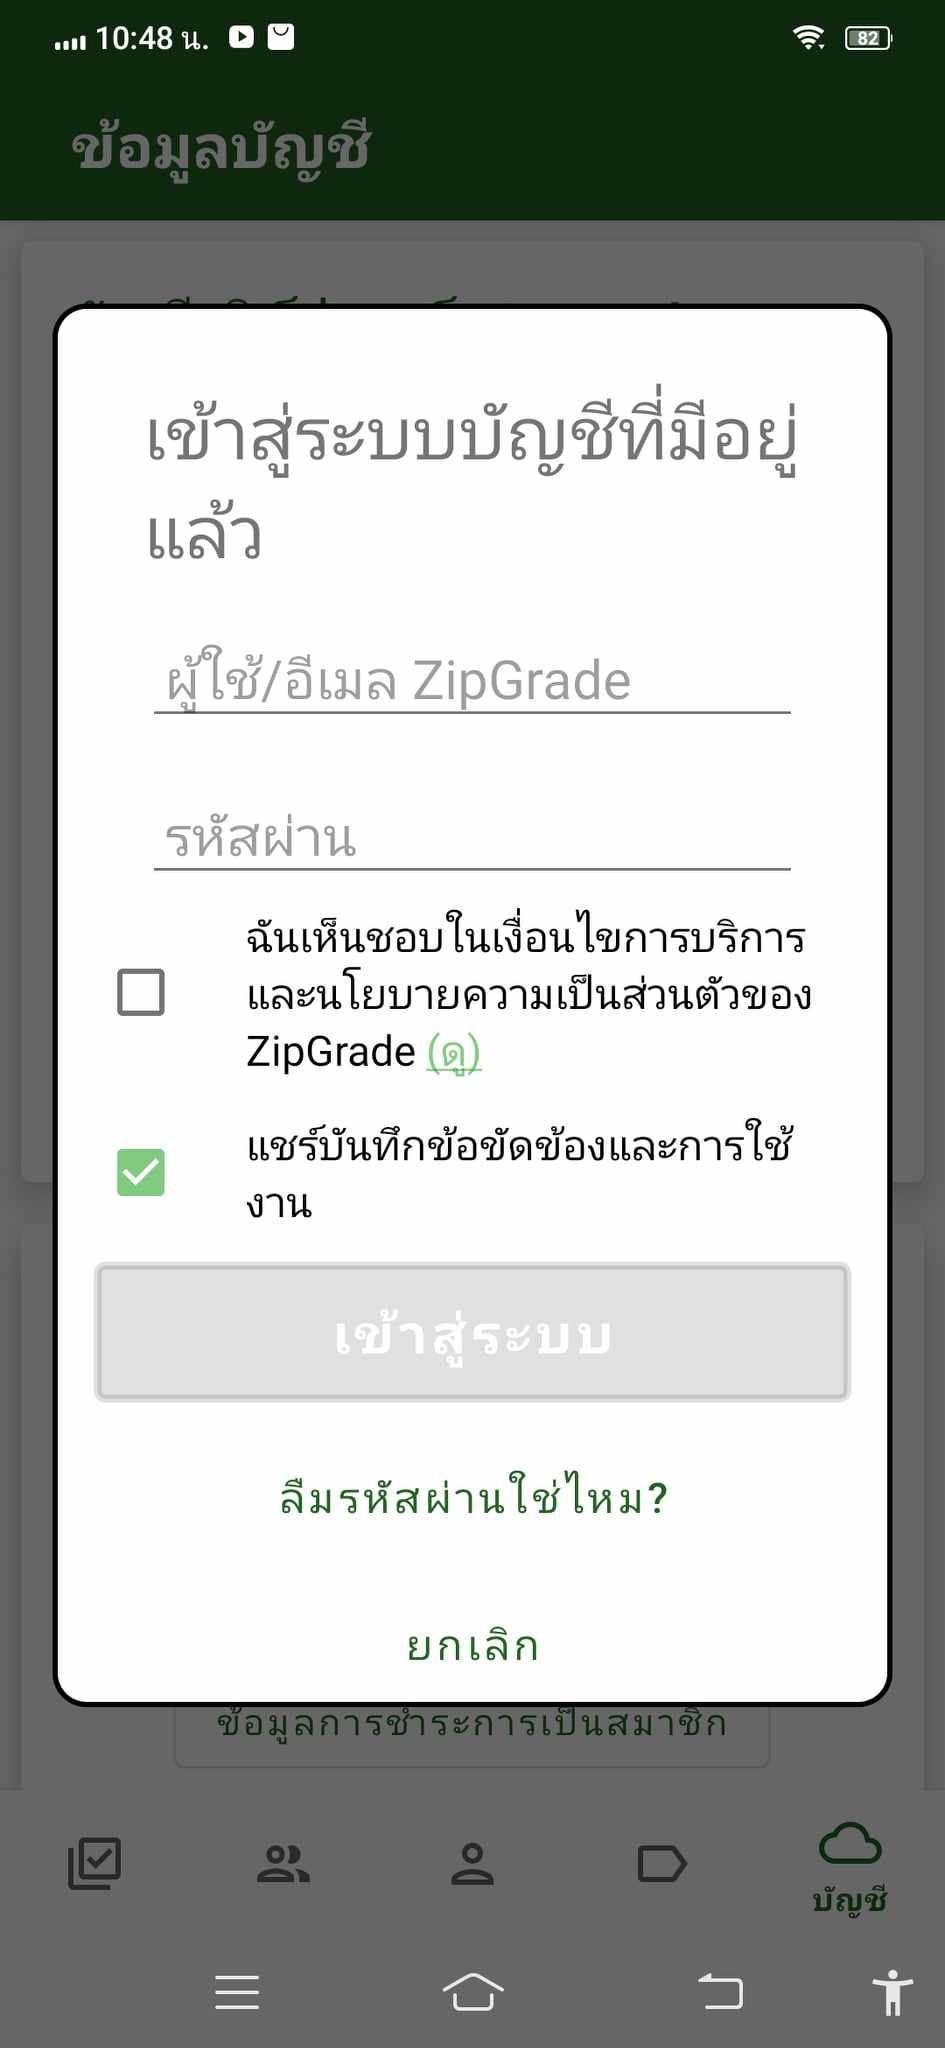 10:48 น.
82
ข้อมูลบัญชี
เข้าสู่ระบบบัญชีที่มีอยู่
แล้ว
ผู้ใช้/อีเมล ZipGrade
รหัสผ่าน
ฉันเห็นชอบในเงื่อนไขการบริการ
และนโยบายความเป็นส่วนตัวของ
ZipGrade (ดู)
แชร์บันทึกข้อขัดข้องและการใช้
งาน
เข้าสู่ระบบ
ลืมรหัสผ่านใช่ไหม?
ยกเลิก
ข้อมูลการชำระการเป็นสมาชิก
บัญชี